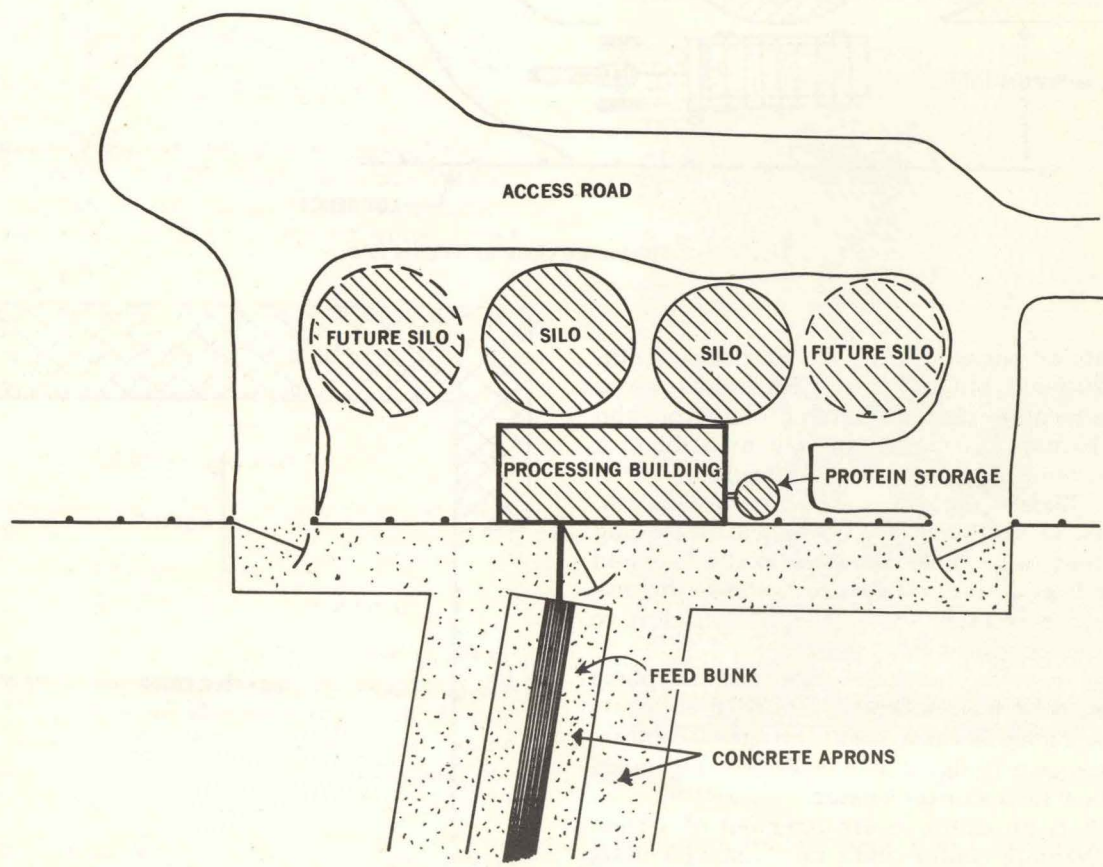 ACCESS ROAD
FUTURE SILO
SILO
SILO
FUTURE SILO
PROCESSING BUILDING
PROTEIN STORAGE
FEED BUNK
CONCRETE APRONS